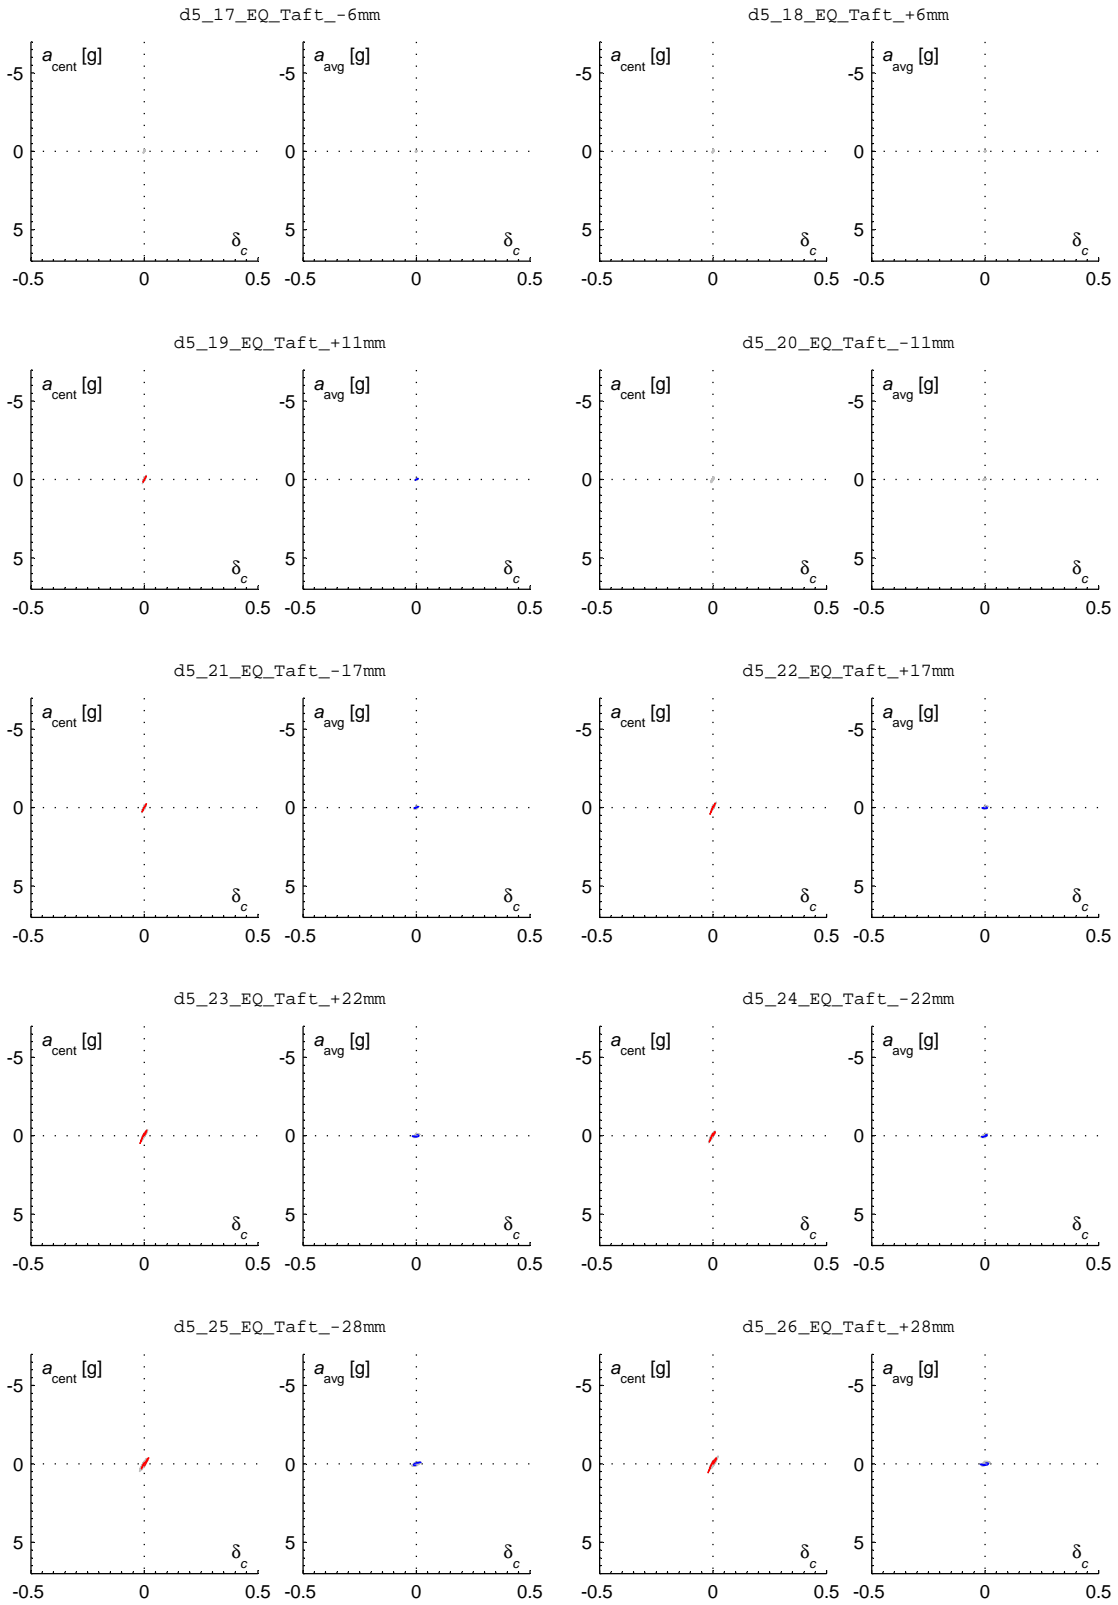 d5_17_EQ_Taft_-6mm d5_18_EQ_Taft_+6mm
a_cent [g] a_avg [g] a_cent [g] a_avg [g]
-5 -5 -5 -5
0 0 0 0
5 5 5 5
δ_c δ_c δ_c δ_c
-0.5 0 0.5 -0.5 0 0.5 -0.5 0 0.5 -0.5 0 0.5
d5_19_EQ_Taft_+11mm d5_20_EQ_Taft_-11mm
a_cent [g] a_avg [g] a_cent [g] a_avg [g]
-5 -5 -5 -5
0 0 0 0
5 5 5 5
δ_c δ_c δ_c δ_c
-0.5 0 0.5 -0.5 0 0.5 -0.5 0 0.5 -0.5 0 0.5
d5_21_EQ_Taft_-17mm d5_22_EQ_Taft_+17mm
a_cent [g] a_avg [g] a_cent [g] a_avg [g]
-5 -5 -5 -5
0 0 0 0
5 5 5 5
δ_c δ_c δ_c δ_c
-0.5 0 0.5 -0.5 0 0.5 -0.5 0 0.5 -0.5 0 0.5
d5_23_EQ_Taft_+22mm d5_24_EQ_Taft_-22mm
a_cent [g] a_avg [g] a_cent [g] a_avg [g]
-5 -5 -5 -5
0 0 0 0
5 5 5 5
δ_c δ_c δ_c δ_c
-0.5 0 0.5 -0.5 0 0.5 -0.5 0 0.5 -0.5 0 0.5
d5_25_EQ_Taft_-28mm d5_26_EQ_Taft_+28mm
a_cent [g] a_avg [g] a_cent [g] a_avg [g]
-5 -5 -5 -5
0 0 0 0
5 5 5 5
δ_c δ_c δ_c δ_c
-0.5 0 0.5 -0.5 0 0.5 -0.5 0 0.5 -0.5 0 0.5